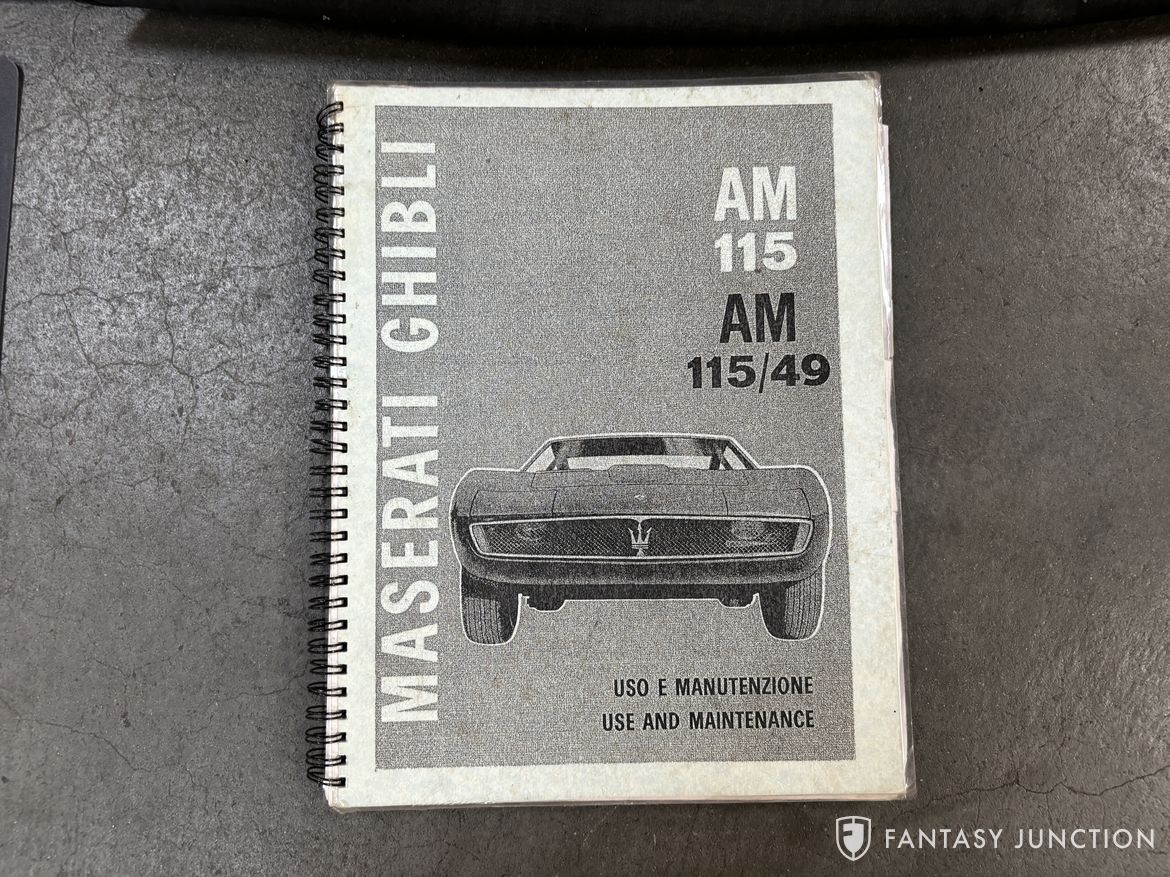 MASERATI GHIBLI
AM
115
AM
115/49
USO E MANUTENZIONE
USE AND MAINTENANCE
FANTASY JUNCTION